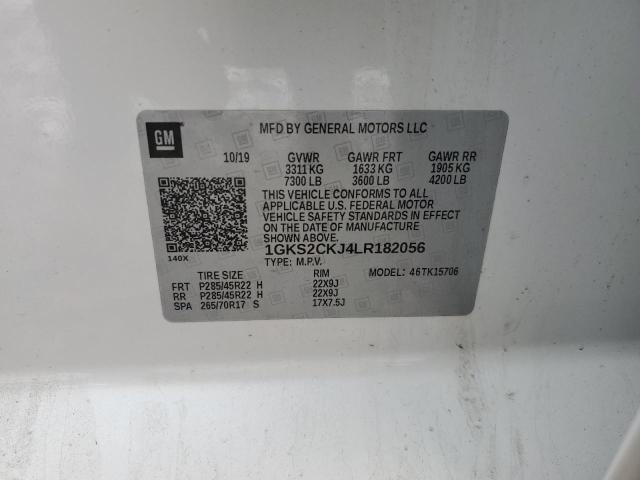 GM
MFD BY GENERAL MOTORS LLC
10/19 GVWR GAWR FRT GAWR RR
3311 KG 1633 KG 1905 KG
7300 LB 3600 LB 4200 LB
THIS VEHICLE CONFORMS TO ALL
APPLICABLE U.S. FEDERAL MOTOR
VEHICLE SAFETY STANDARDS IN EFFECT
ON THE DATE OF MANUFACTURE
SHOWN ABOVE.
1GKS2CKJ4LR182056
140X TYPE: M.P.V.
TIRE SIZE RIM MODEL: 46TK15706
FRT P285/45R22 H 22X9J
RR P285/45R22 H 22X9J
SPA 265/70R17 S 17X7.5J